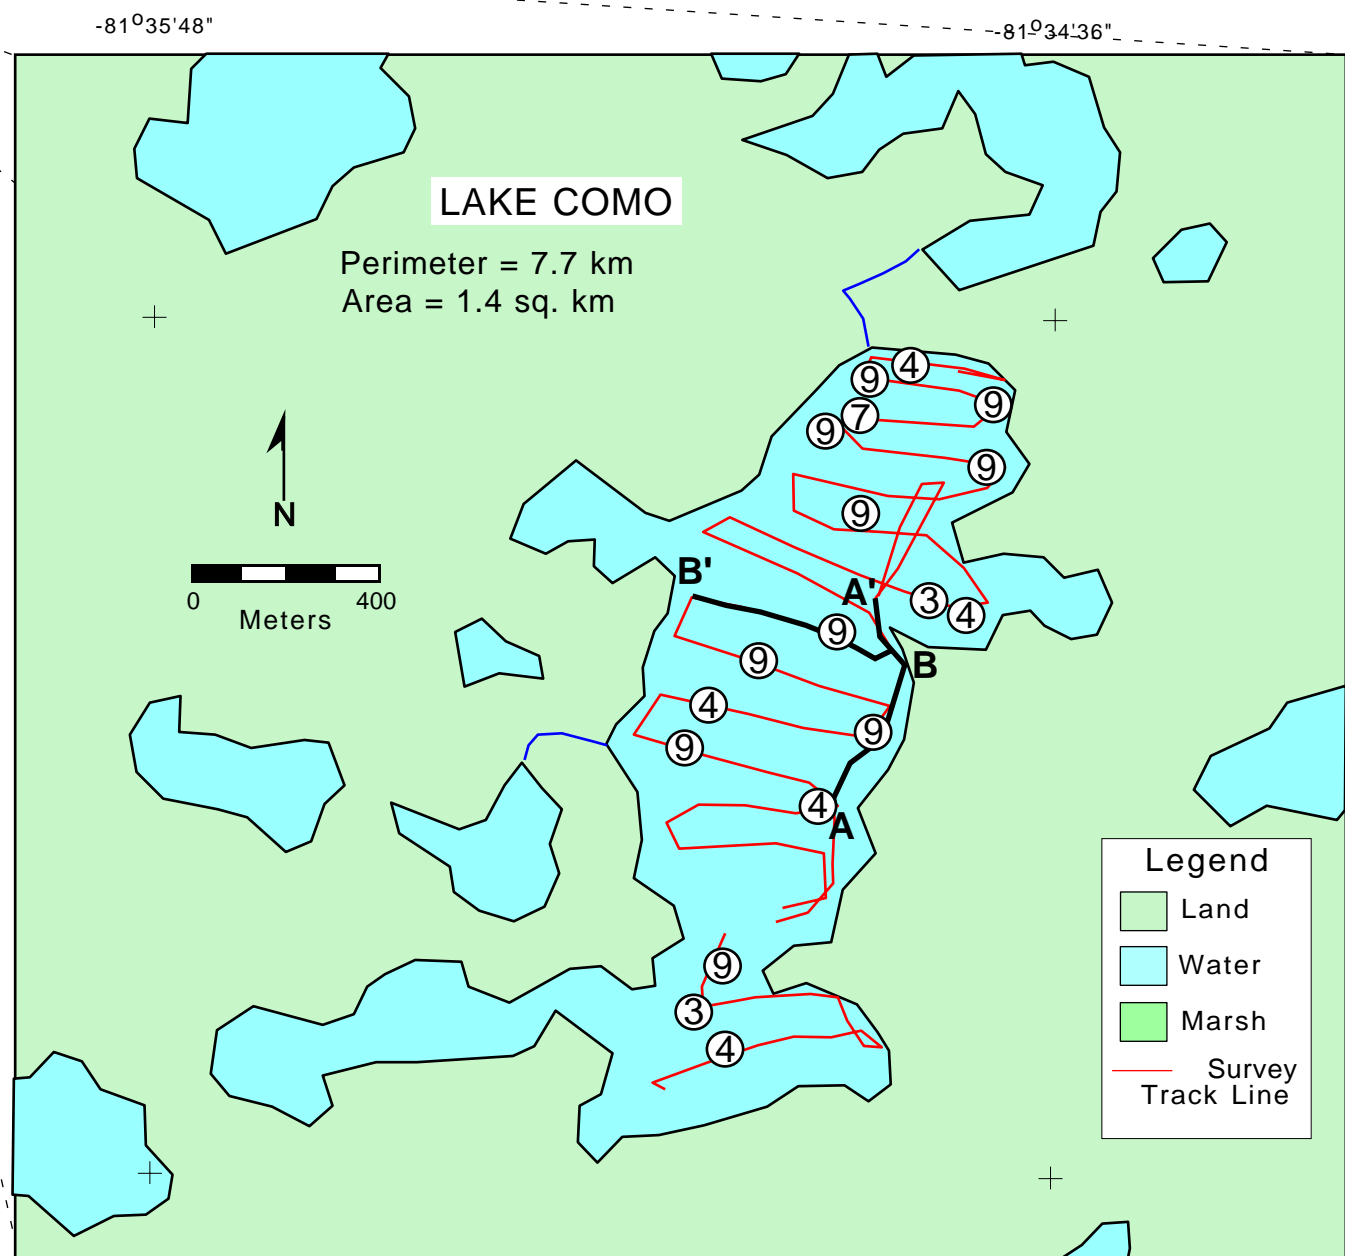 -81°35'48"
-81°34'36"
LAKE COMO
Perimeter = 7.7 km
Area = 1.4 sq. km
4
9
9
7
9
9
9
N
B'
A'
0 400
Meters
3
4
9
B
9
4
9
9
4
A
9
3
4
Legend
Land
Water
Marsh
Survey
Track Line